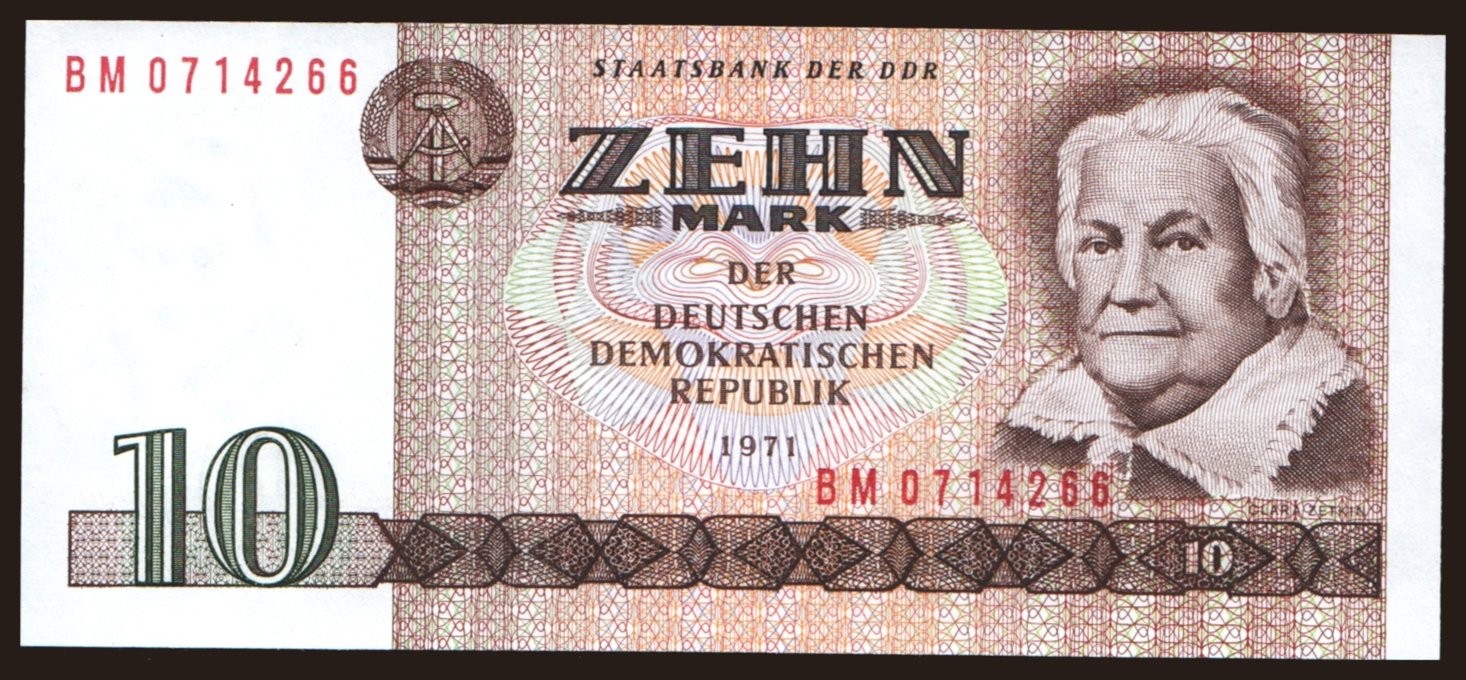 BM 0714266
STAATSBANK DER DDR
ZEHN
MARK
DER
DEUTSCHEN
DEMOKRATISCHEN
REPUBLIK
1971
BM 0714266
CLARA ZETKIN
10
10